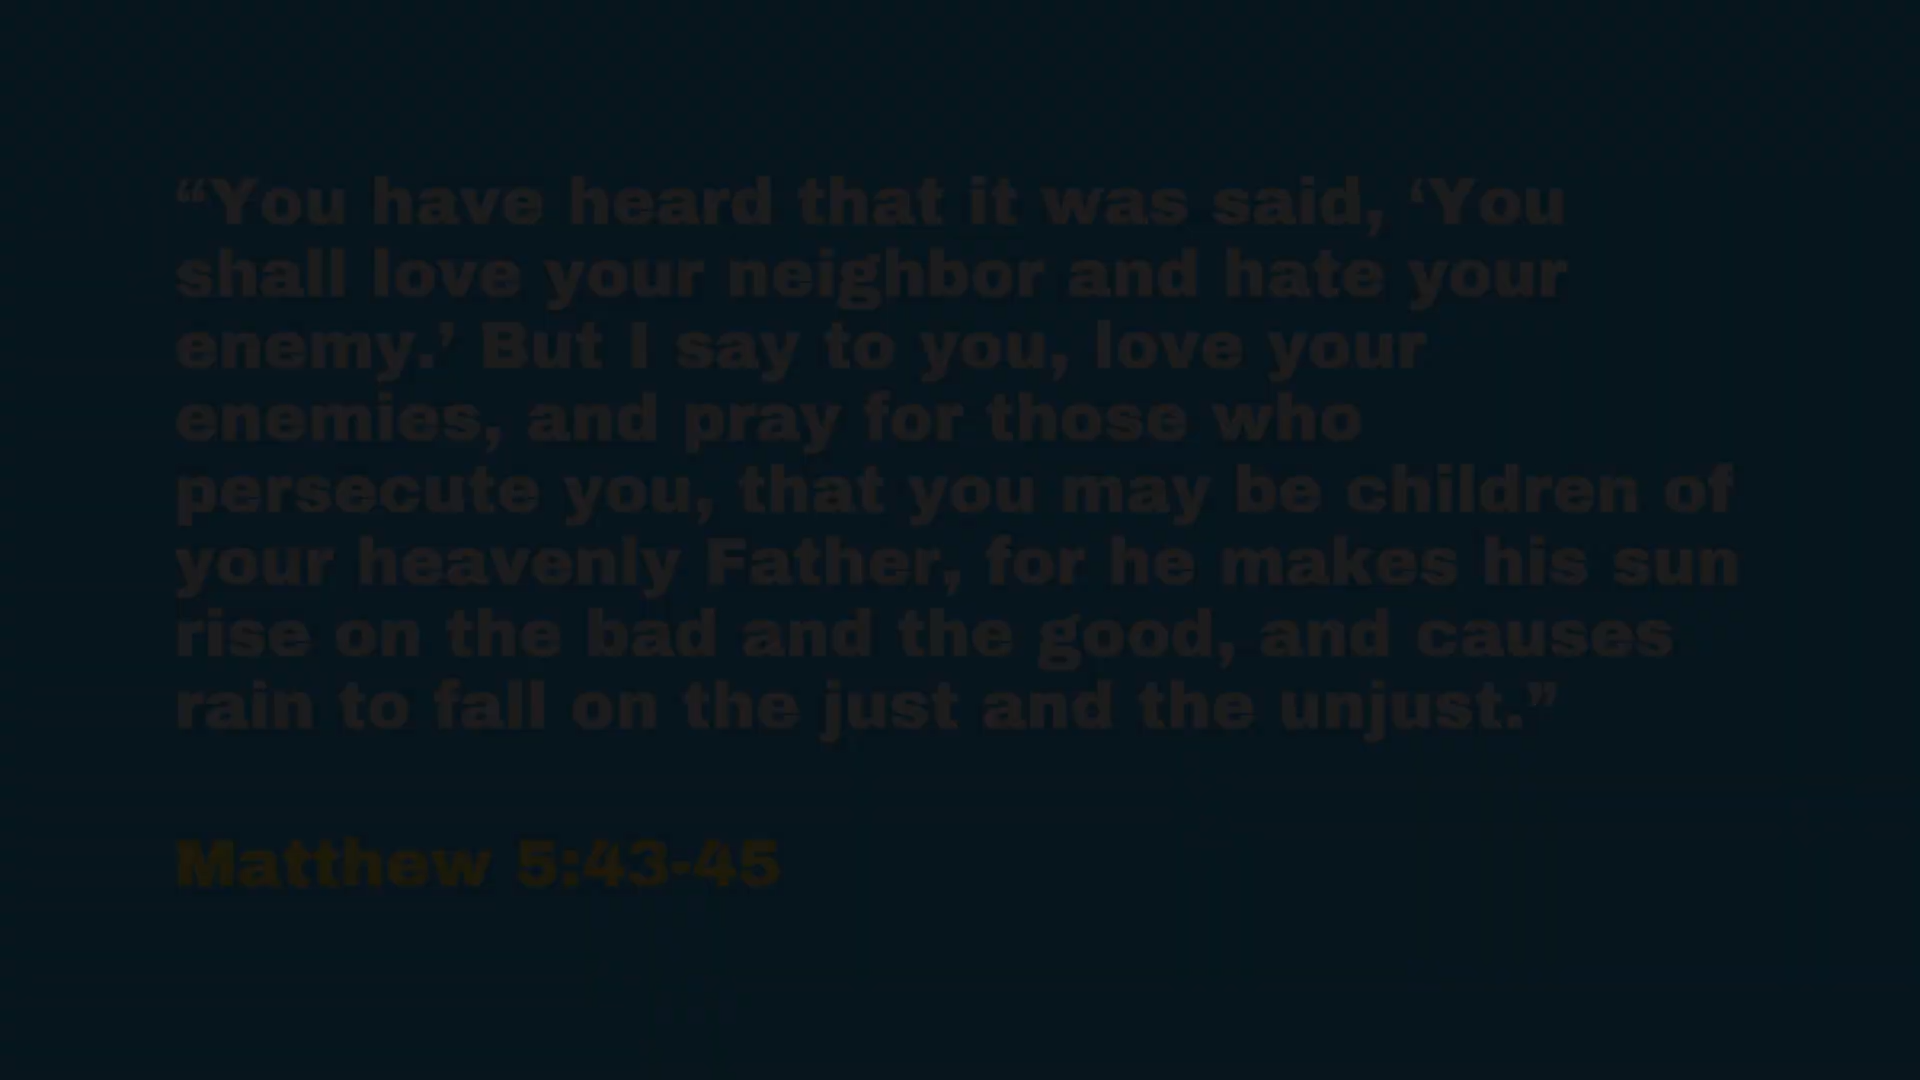 “You have heard that it was said, ‘You
shall love your neighbor and hate your
enemy.’ But I say to you, love your
enemies, and pray for those who
persecute you, that you may be children of
your heavenly Father, for he makes his sun
rise on the bad and the good, and causes
rain to fall on the just and the unjust.”
Matthew 5:43-45